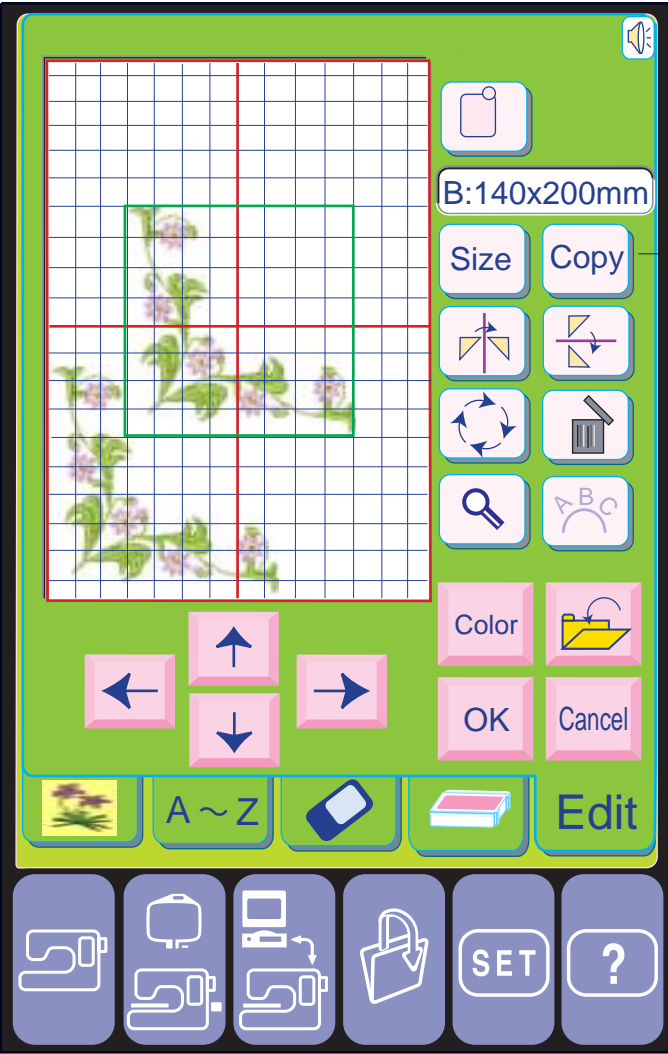 B:140x200mm
Size
Copy
A B C
Color
OK
Cancel
A ~ Z
Edit
SET
?